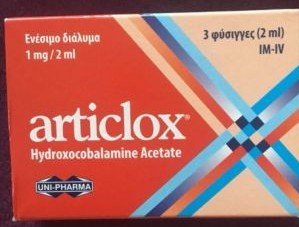 Ενέσιμο διάλυμα
1 mg / 2 ml
3 φύσιγγες (2 ml)
IM-IV
articlox®
Hydroxocobalamine Acetate
UNI-PHARMA